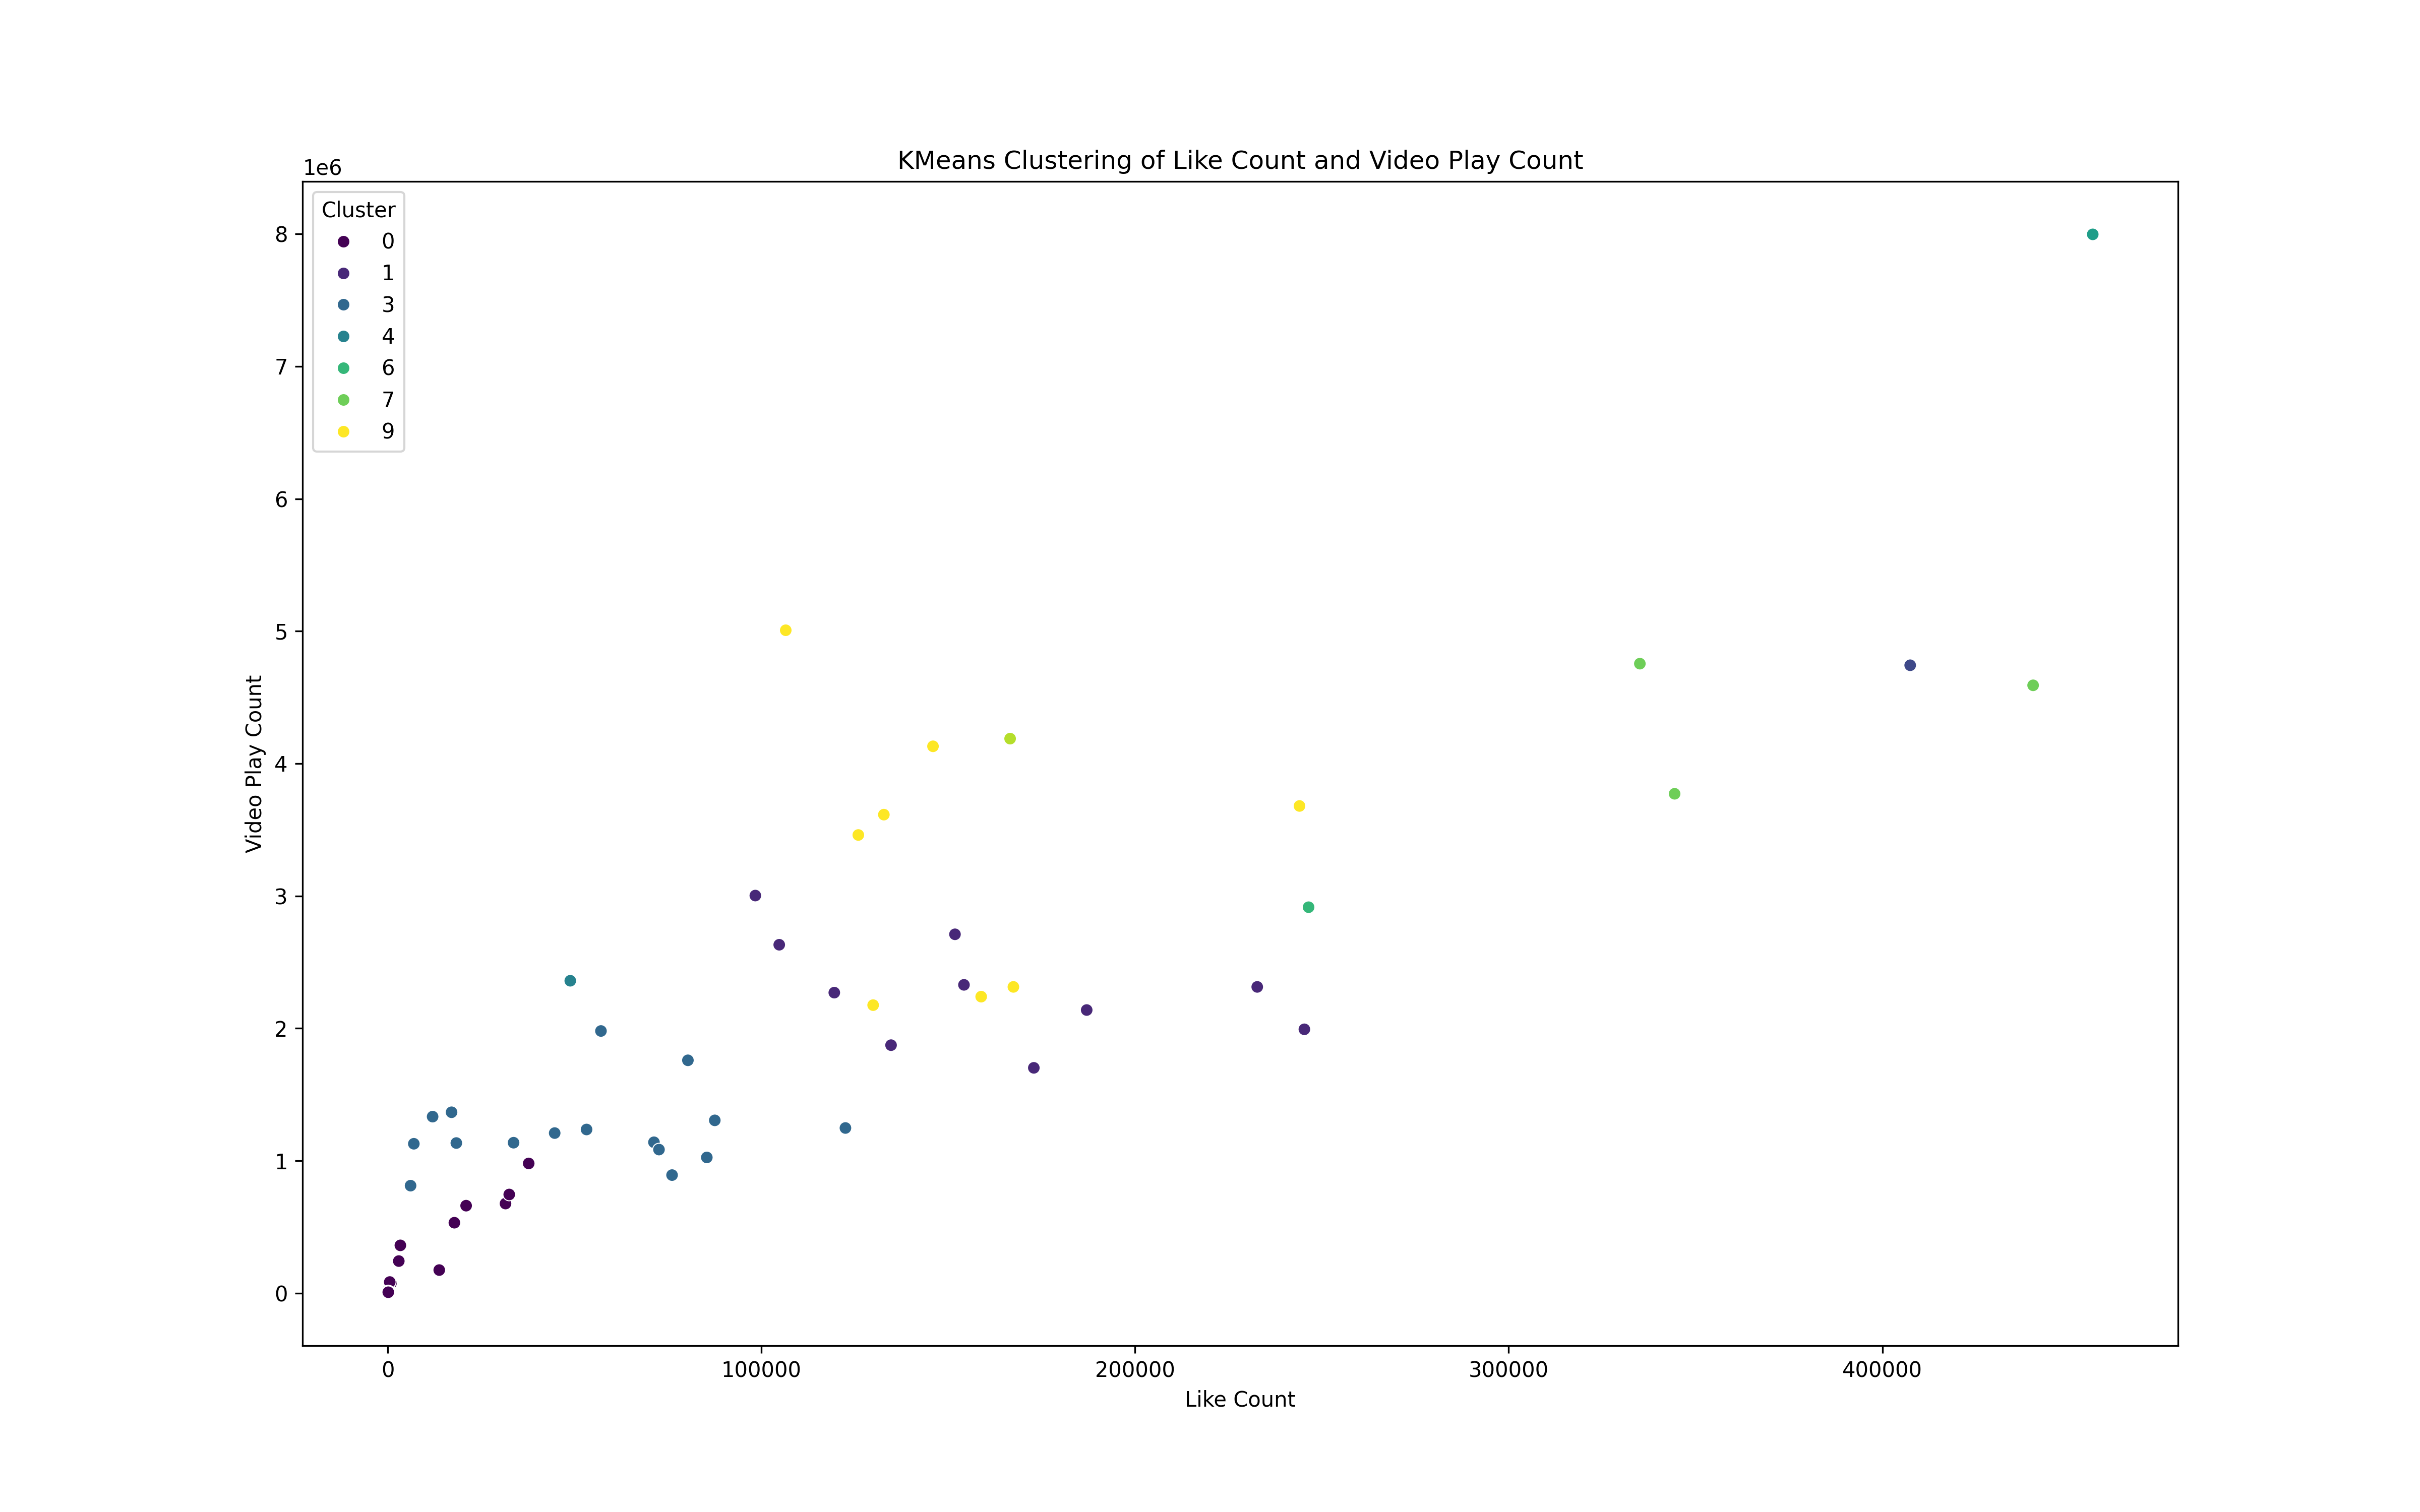 KMeans Clustering of Like Count and Video Play Count
1e6
Cluster
0
1
3
4
6
7
9
8
7
6
5
4
3
2
1
0
Video Play Count
0 100000 200000 300000 400000
Like Count